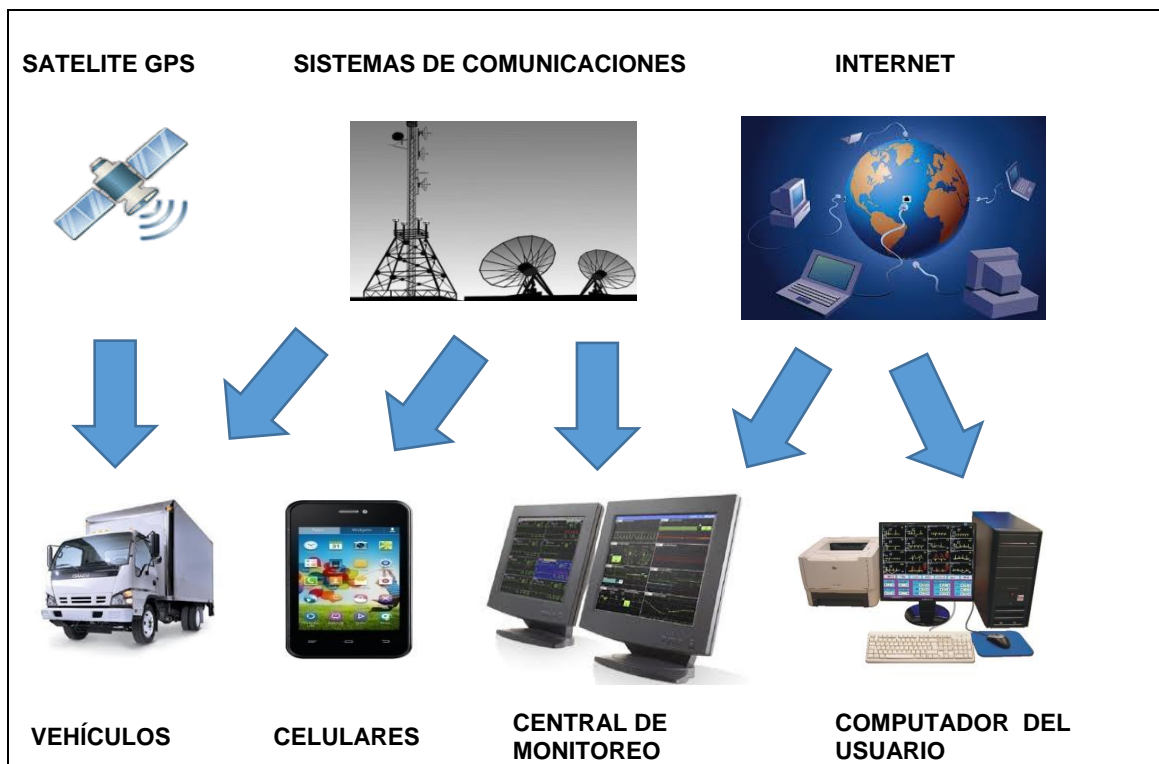 SATELITE GPS
SISTEMAS DE COMUNICACIONES
INTERNET
VEHÍCULOS
CELULARES
CENTRAL DE
MONITOREO
COMPUTADOR DEL
USUARIO